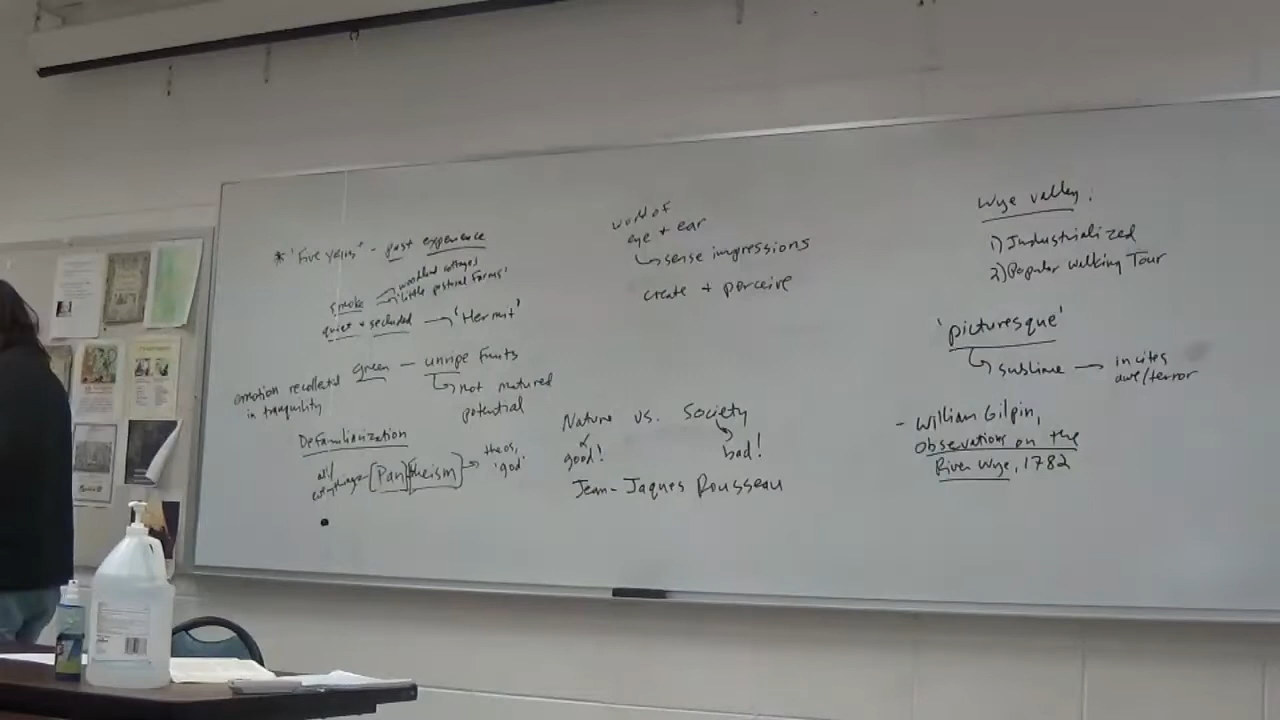 * 'Five years' - past experience
smoke woodland cottages
'little pastoral farms'
quiet + secluded 'Hermit'
green — unripe fruits
not matured
potential
emotion recollected
in tranquility
Defamiliarization
all/
everything [Pan][theism] theos,
'god'
world of
eye + ear
sense impressions
create + perceive
Nature vs. Society
good! bad!
Jean-Jaques Rousseau
Wye valley:
1) Industrialized
2) Popular Walking Tour
'picturesque'
sublime incites
awe/terror
- William Gilpin,
Observations on the
River Wye, 1782